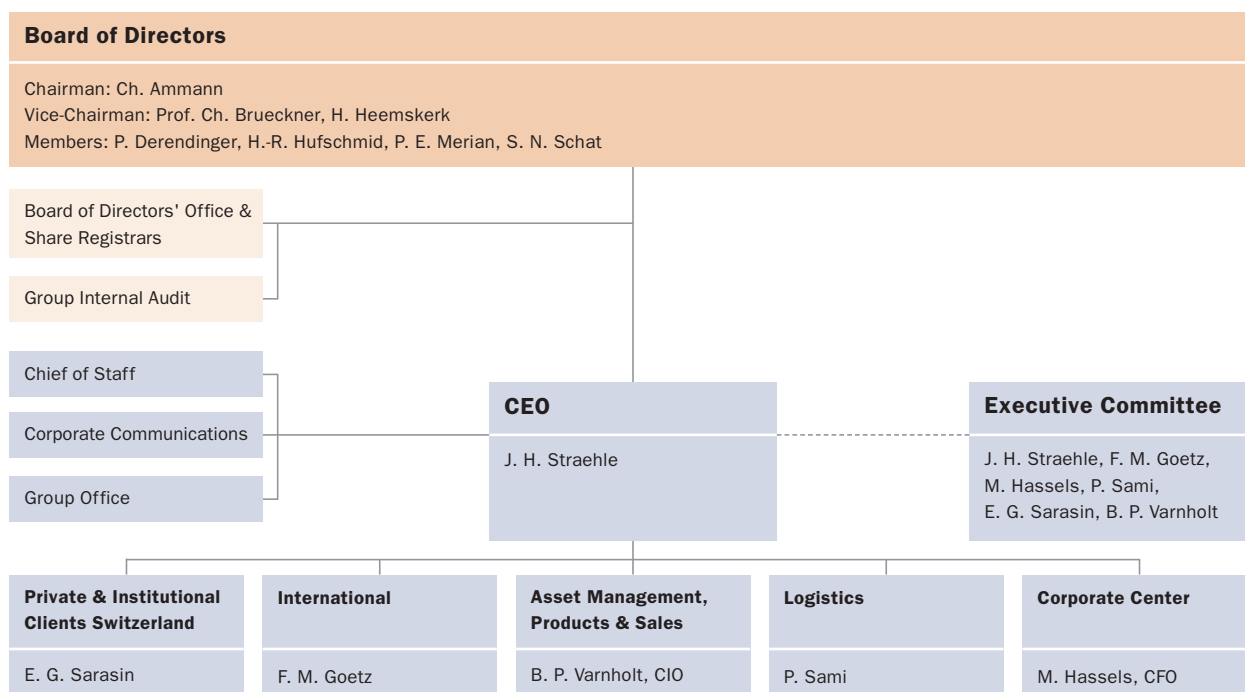 Board of Directors
Chairman: Ch. Ammann
Vice-Chairman: Prof. Ch. Brueckner, H. Heemskerk
Members: P. Derendinger, H.-R. Hufschmid, P. E. Merian, S. N. Schat
Board of Directors' Office &
Share Registrars
Group Internal Audit
Chief of Staff
Corporate Communications
Group Office
CEO
J. H. Straehle
Executive Committee
J. H. Straehle, F. M. Goetz,
M. Hassels, P. Sami,
E. G. Sarasin, B. P. Varnholt
Private & Institutional
Clients Switzerland
E. G. Sarasin
International
F. M. Goetz
Asset Management,
Products & Sales
B. P. Varnholt, CIO
Logistics
P. Sami
Corporate Center
M. Hassels, CFO